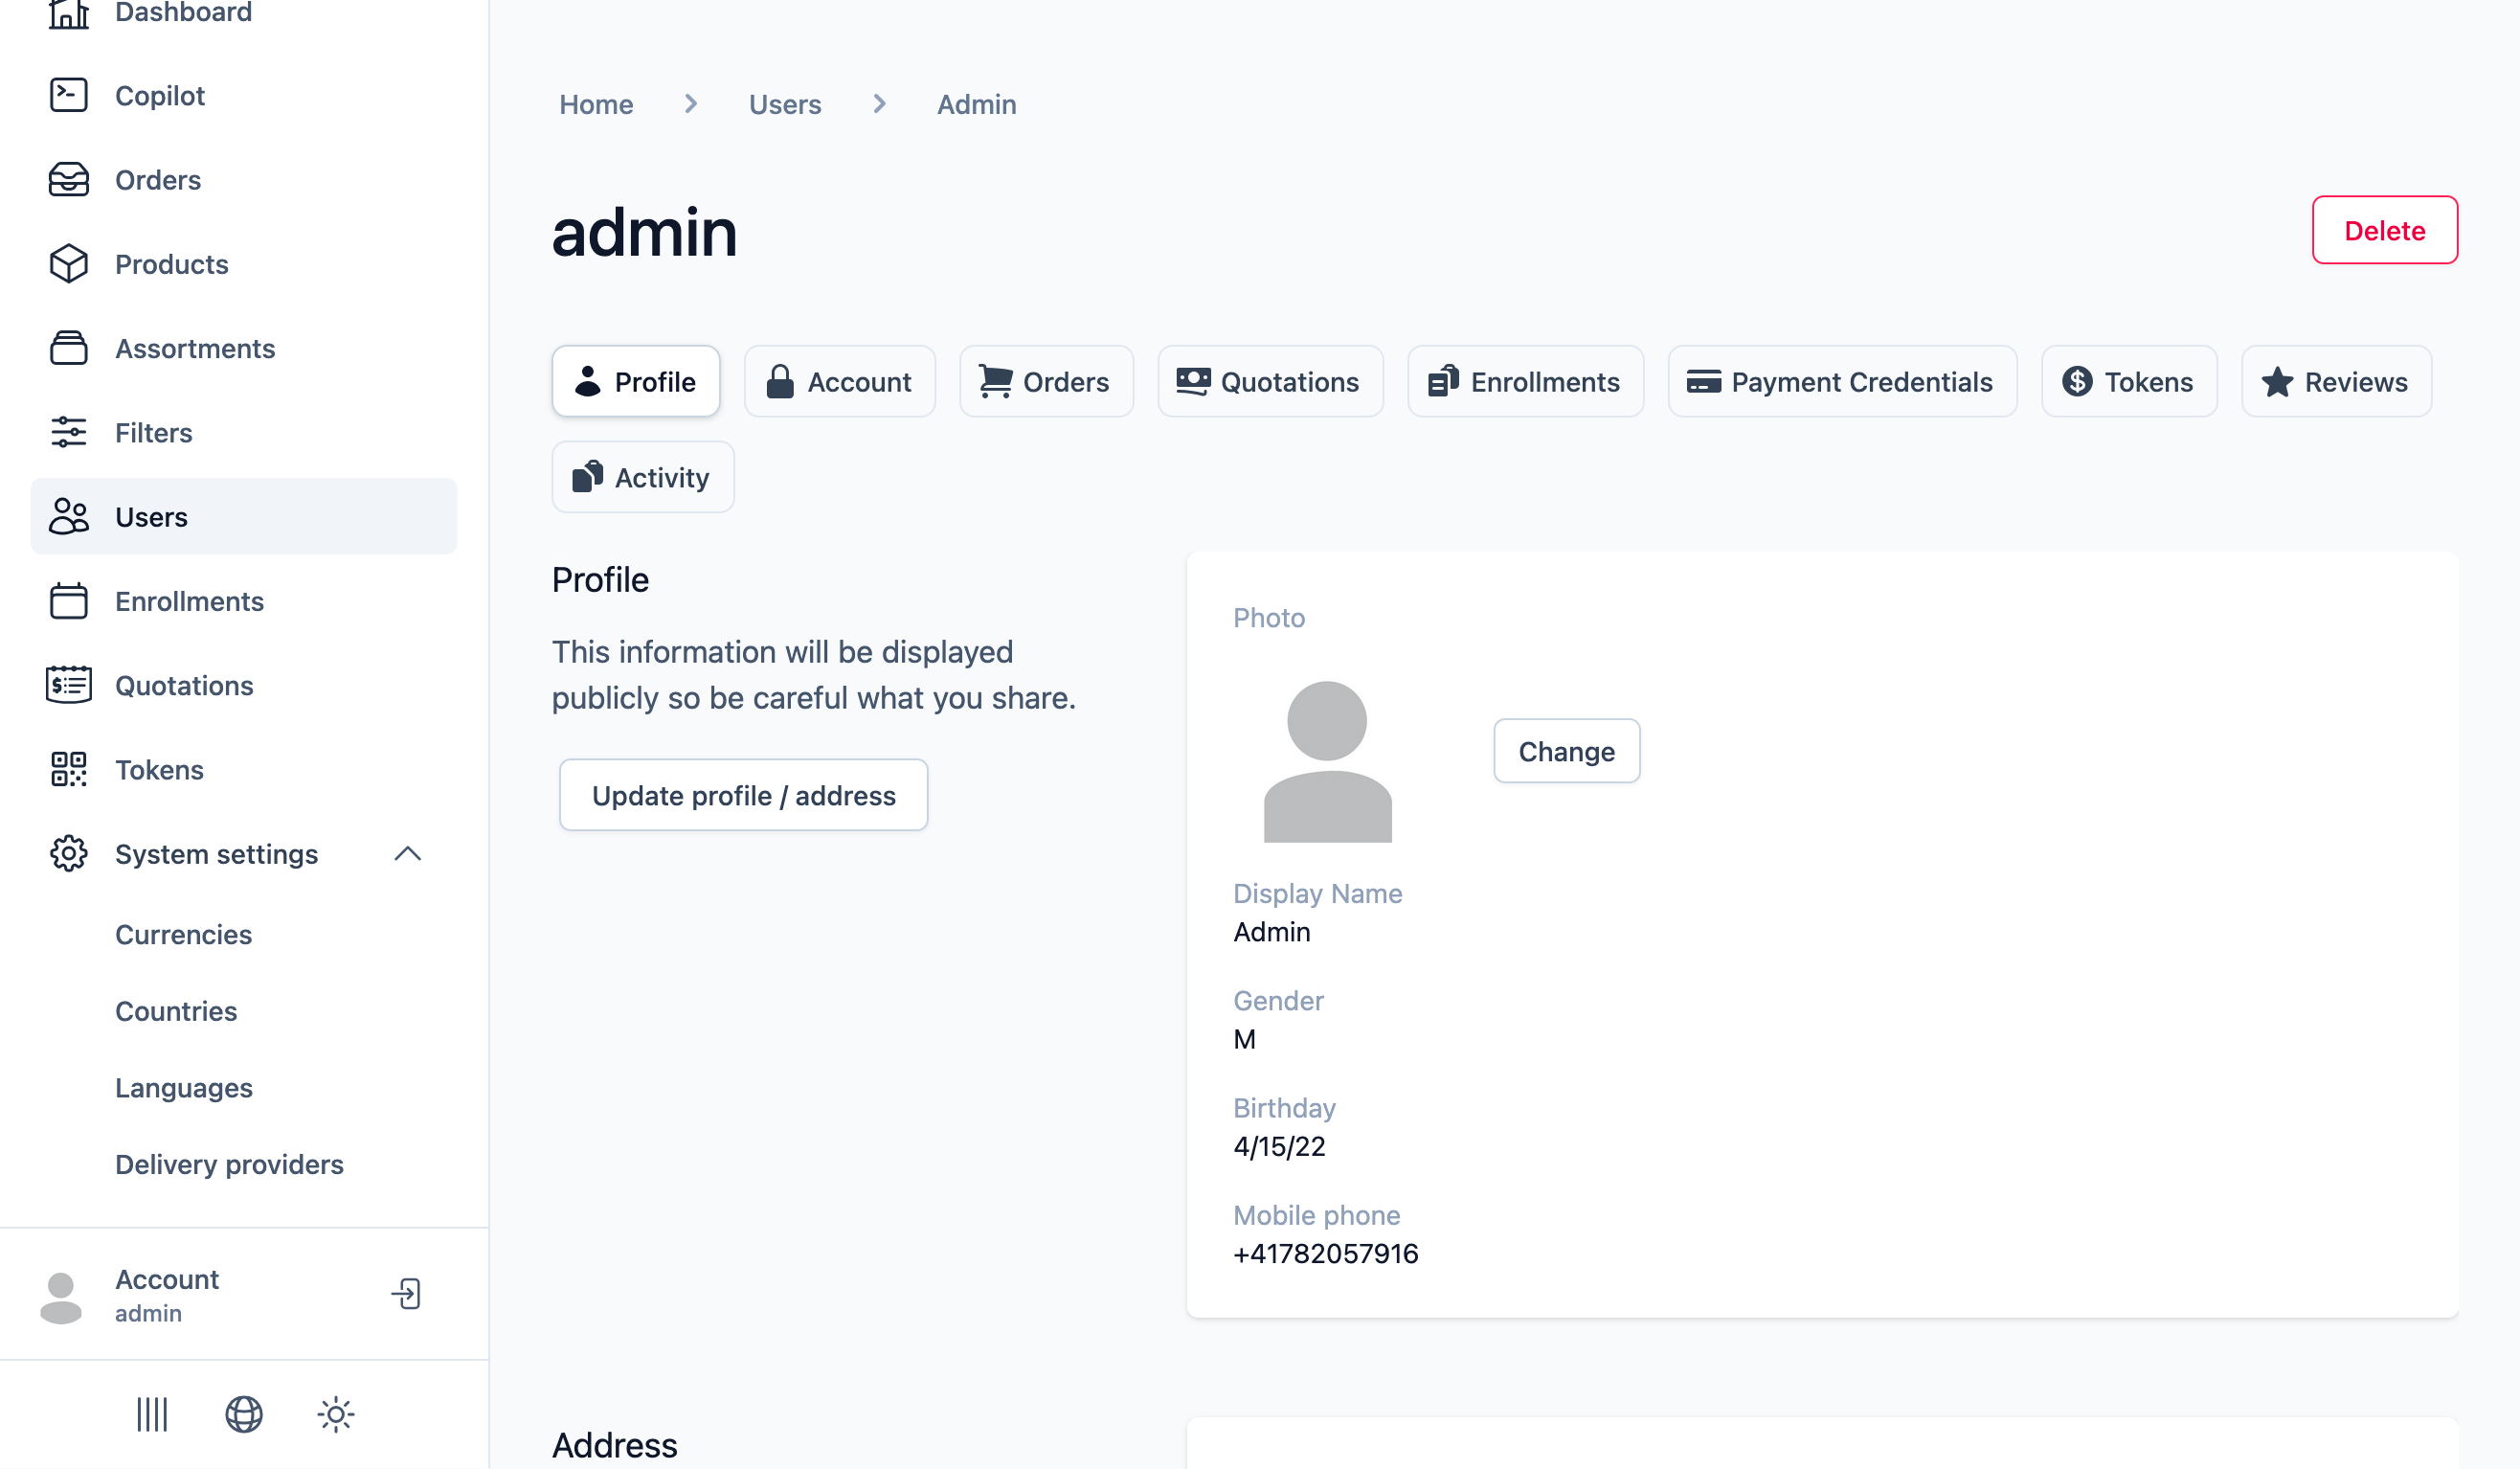 Dashboard
Copilot
Orders
Products
Assortments
Filters
Users
Enrollments
Quotations
Tokens
System settings
Currencies
Countries
Languages
Delivery providers
Account
admin
Home > Users > Admin
admin
Delete
Profile Account Orders Quotations Enrollments Payment Credentials Tokens Reviews
Activity
Profile
This information will be displayed
publicly so be careful what you share.
Update profile / address
Photo
Change
Display Name
Admin
Gender
M
Birthday
4/15/22
Mobile phone
+41782057916
Address